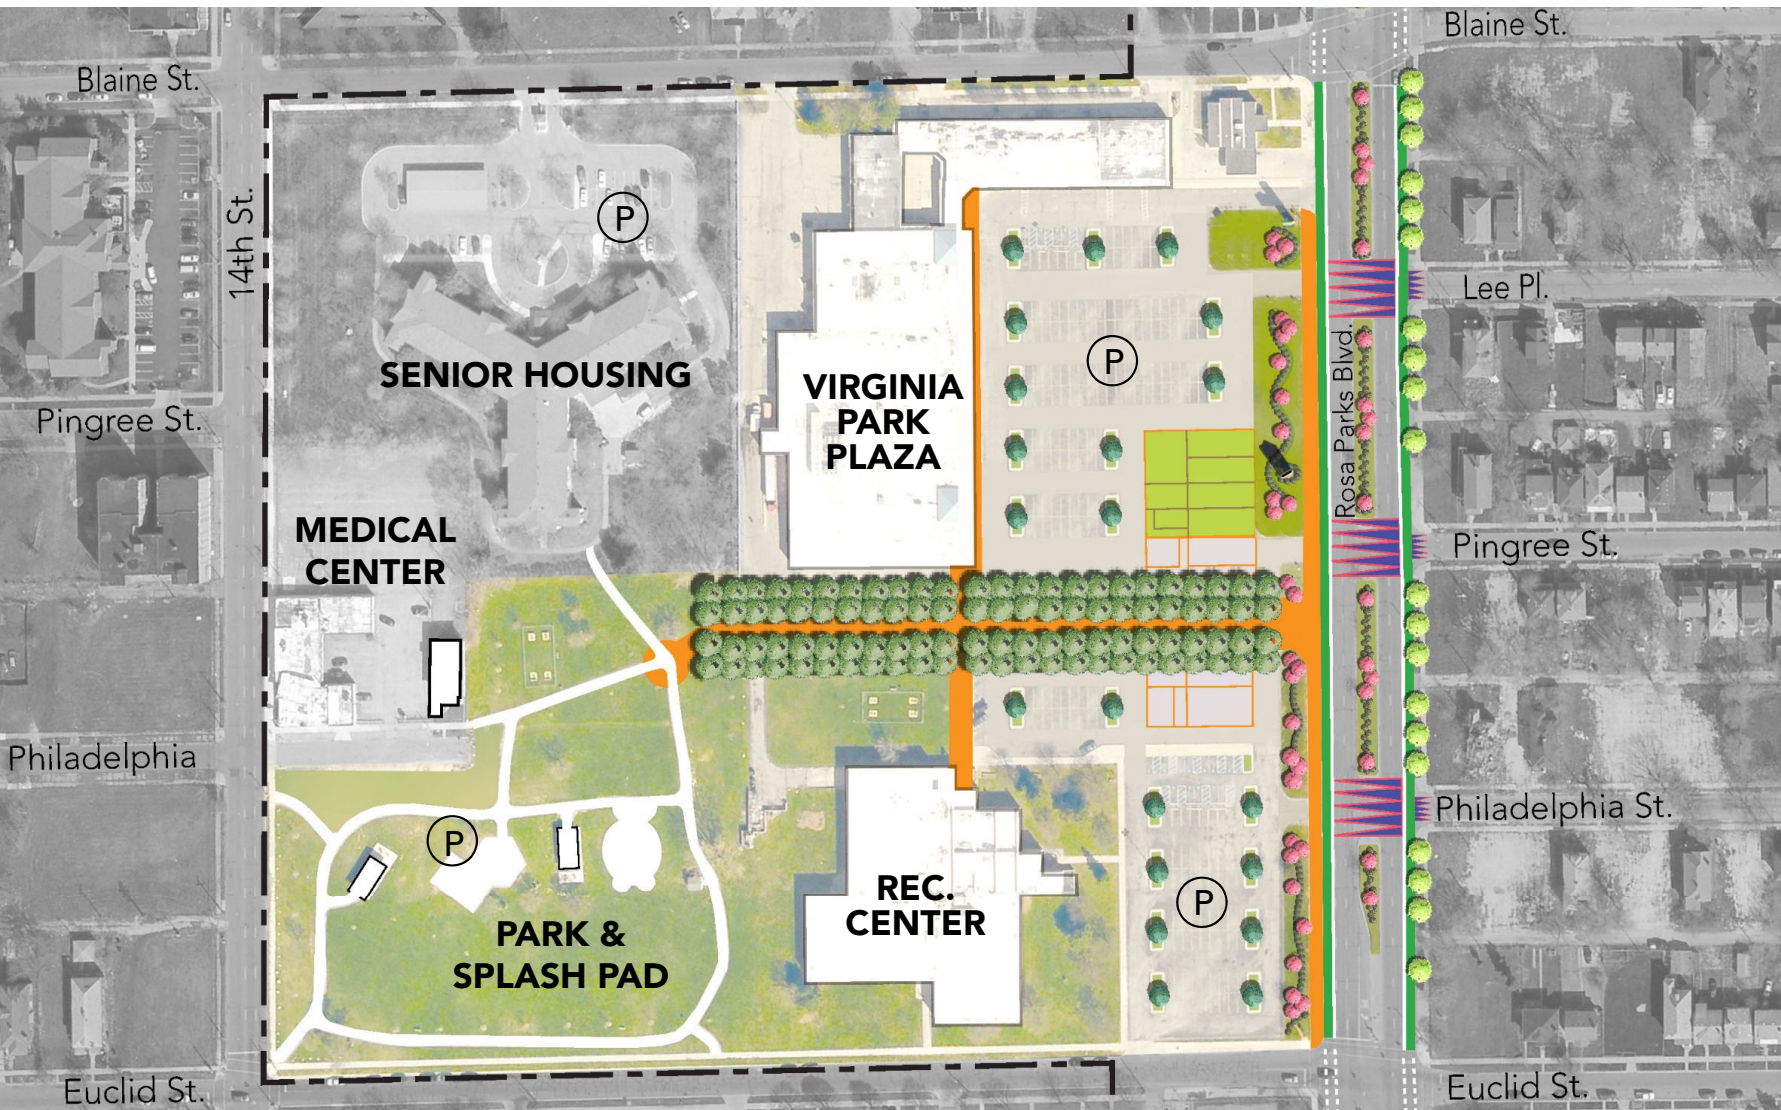 Blaine St.
Blaine St.
14th St.
P
Lee Pl.
SENIOR HOUSING
VIRGINIA
PARK
PLAZA
P
Rosa Parks Blvd.
Pingree St.
MEDICAL
CENTER
Pingree St.
Philadelphia
Philadelphia St.
P
PARK &
SPLASH PAD
REC.
CENTER
P
Euclid St.
Euclid St.